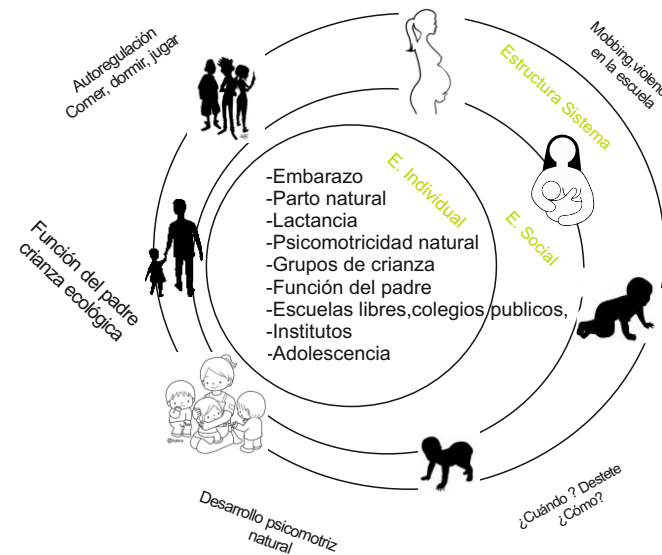 Autoregulación
Comer, dormir, jugar
Mobbing,violenc
en la escuela
Estructura Sistema
E. Individual
E. Social
-Embarazo
-Parto natural
-Lactancia
-Psicomotricidad natural
-Grupos de crianza
-Función del padre
-Escuelas libres,colegios publicos,
-Institutos
-Adolescencia
Función del padre
crianza ecológica
Desarrollo psicomotriz
natural
¿Cuándo ? Destete
¿Cómo?